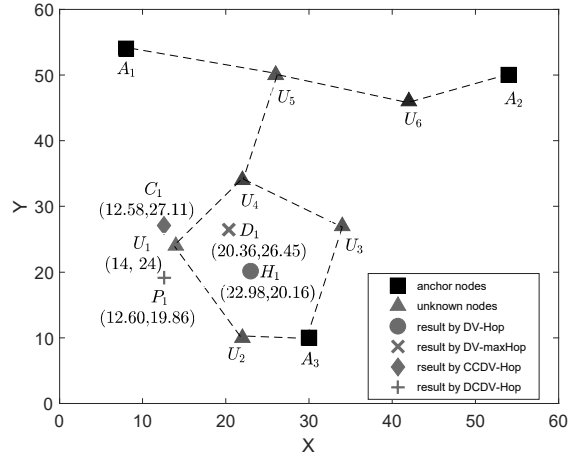 60
50
40
30
20
10
0
Y
0 10 20 30 40 50 60
X
A1
A2
U5
U6
U4
C1
(12.58,27.11)
D1
(20.36,26.45)
U3
U1
(14, 24)
H1
(22.98,20.16)
P1
(12.60,19.86)
U2
A3
anchor nodes
unknown nodes
result by DV-Hop
result by DV-maxHop
rseult by CCDV-Hop
result by DCDV-Hop